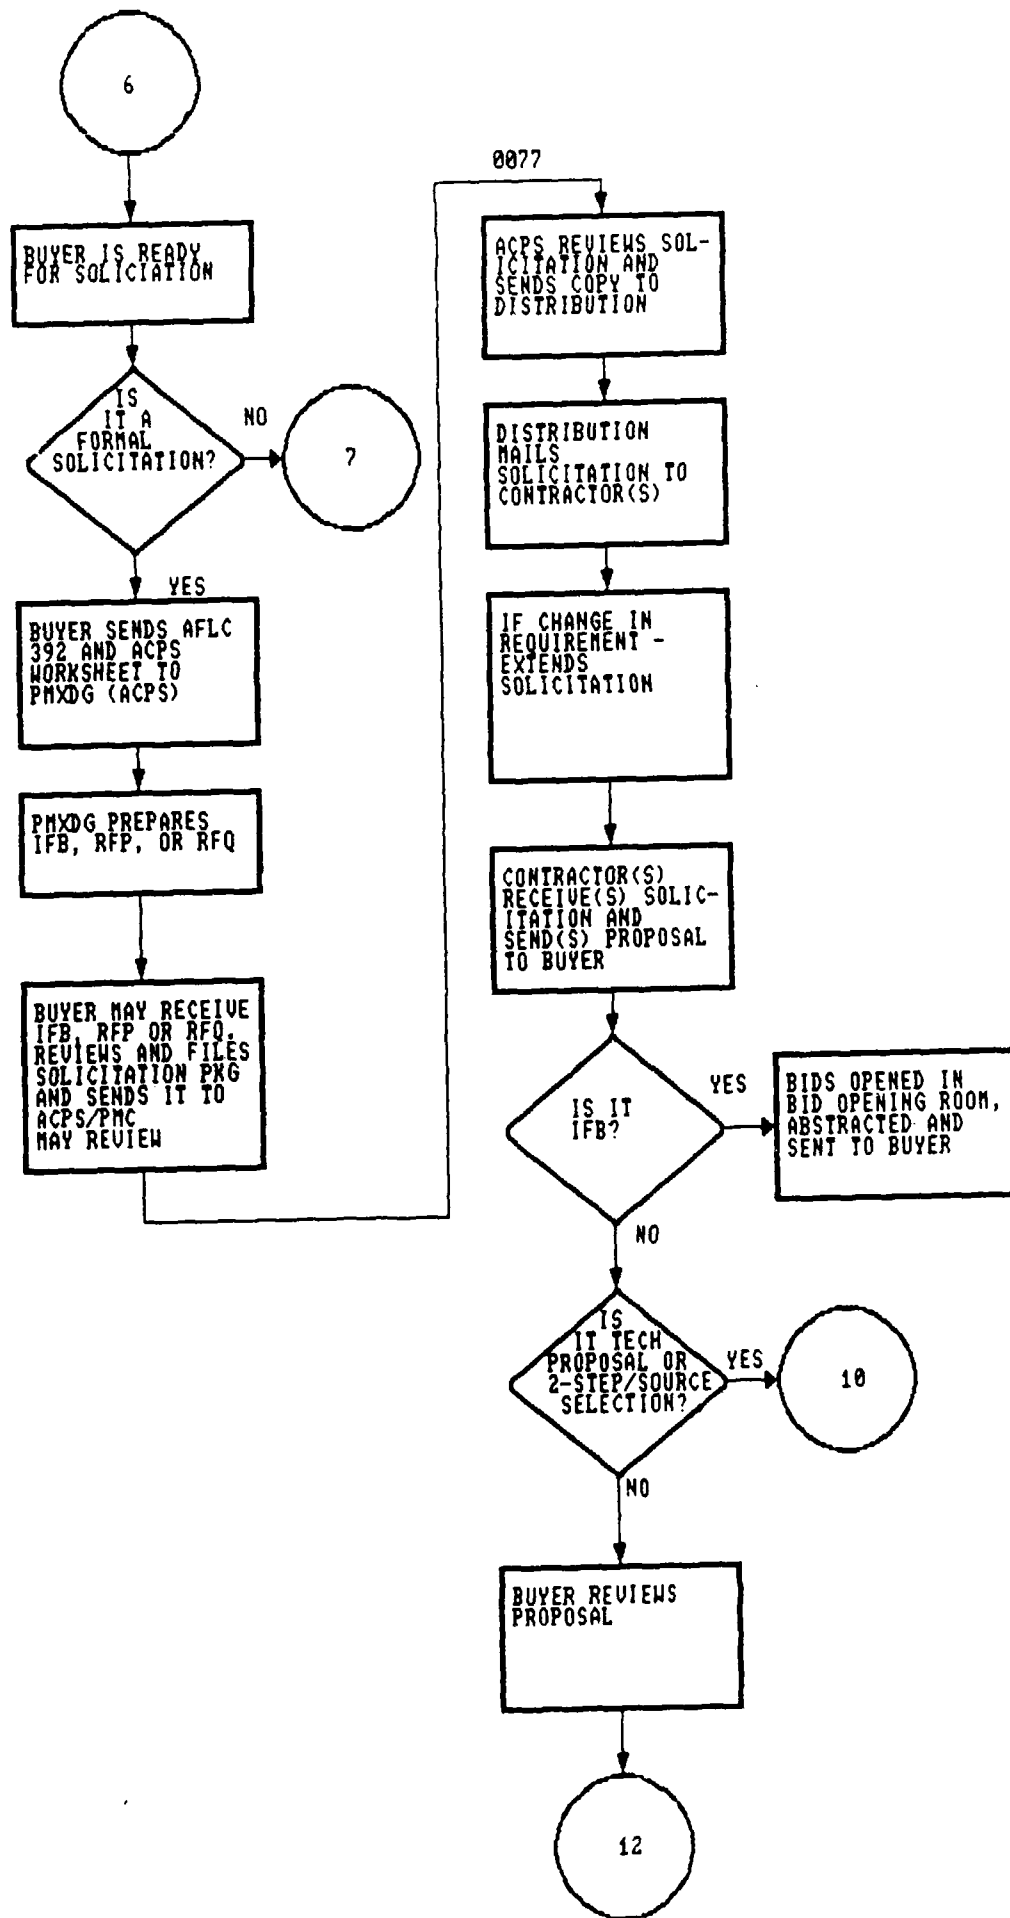 6
BUYER IS READY
FOR SOLICIATION
IS
IT A
FORMAL
SOLICITATION?
NO
7
YES
BUYER SENDS AFLC
392 AND ACPS
WORKSHEET TO
PMXDG (ACPS)
PMXDG PREPARES
IFB, RFP, OR RFQ
BUYER MAY RECEIVE
IFB, RFP OR RFQ.
REVIEWS AND FILES
SOLICITATION PKG
AND SENDS IT TO
ACPS/PMC
MAY REVIEW
0077
ACPS REVIEWS SOL-
ICITATION AND
SENDS COPY TO
DISTRIBUTION
DISTRIBUTION
MAILS
SOLICITATION TO
CONTRACTOR(S)
IF CHANGE IN
REQUIREMENT -
EXTENDS
SOLICITATION
CONTRACTOR(S)
RECEIVE(S) SOLIC-
ITATION AND
SEND(S) PROPOSAL
TO BUYER
IS IT
IFB?
YES
BIDS OPENED IN
BID OPENING ROOM,
ABSTRACTED AND
SENT TO BUYER
NO
IS
IT TECH
PROPOSAL OR
2-STEP/SOURCE
SELECTION?
YES
10
NO
BUYER REVIEWS
PROPOSAL
12